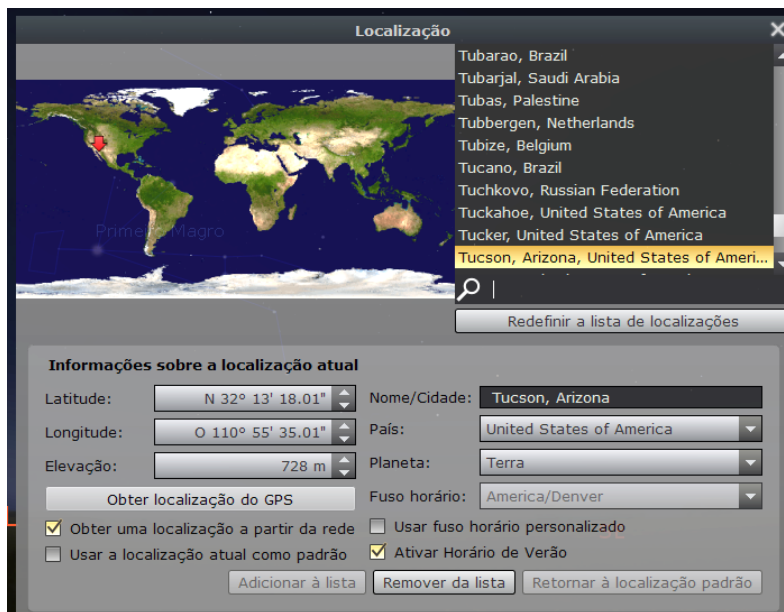 Localização
Tubarao, Brazil
Tubarjal, Saudi Arabia
Tubas, Palestine
Tubbergen, Netherlands
Tubize, Belgium
Tucano, Brazil
Tuchkovo, Russian Federation
Tuckahoe, United States of America
Tucker, United States of America
Tucson, Arizona, United States of Ameri...
Primeiro Magro
Redefinir a lista de localizações
Informações sobre a localização atual
Latitude: N 32° 13' 18.01" Nome/Cidade: Tucson, Arizona
Longitude: O 110° 55' 35.01" País: United States of America
Elevação: 728 m Planeta: Terra
Obter localização do GPS Fuso horário: America/Denver
Obter uma localização a partir da rede Usar fuso horário personalizado
Usar a localização atual como padrão Ativar Horário de Verão
Adicionar à lista Remover da lista Retornar à localização padrão